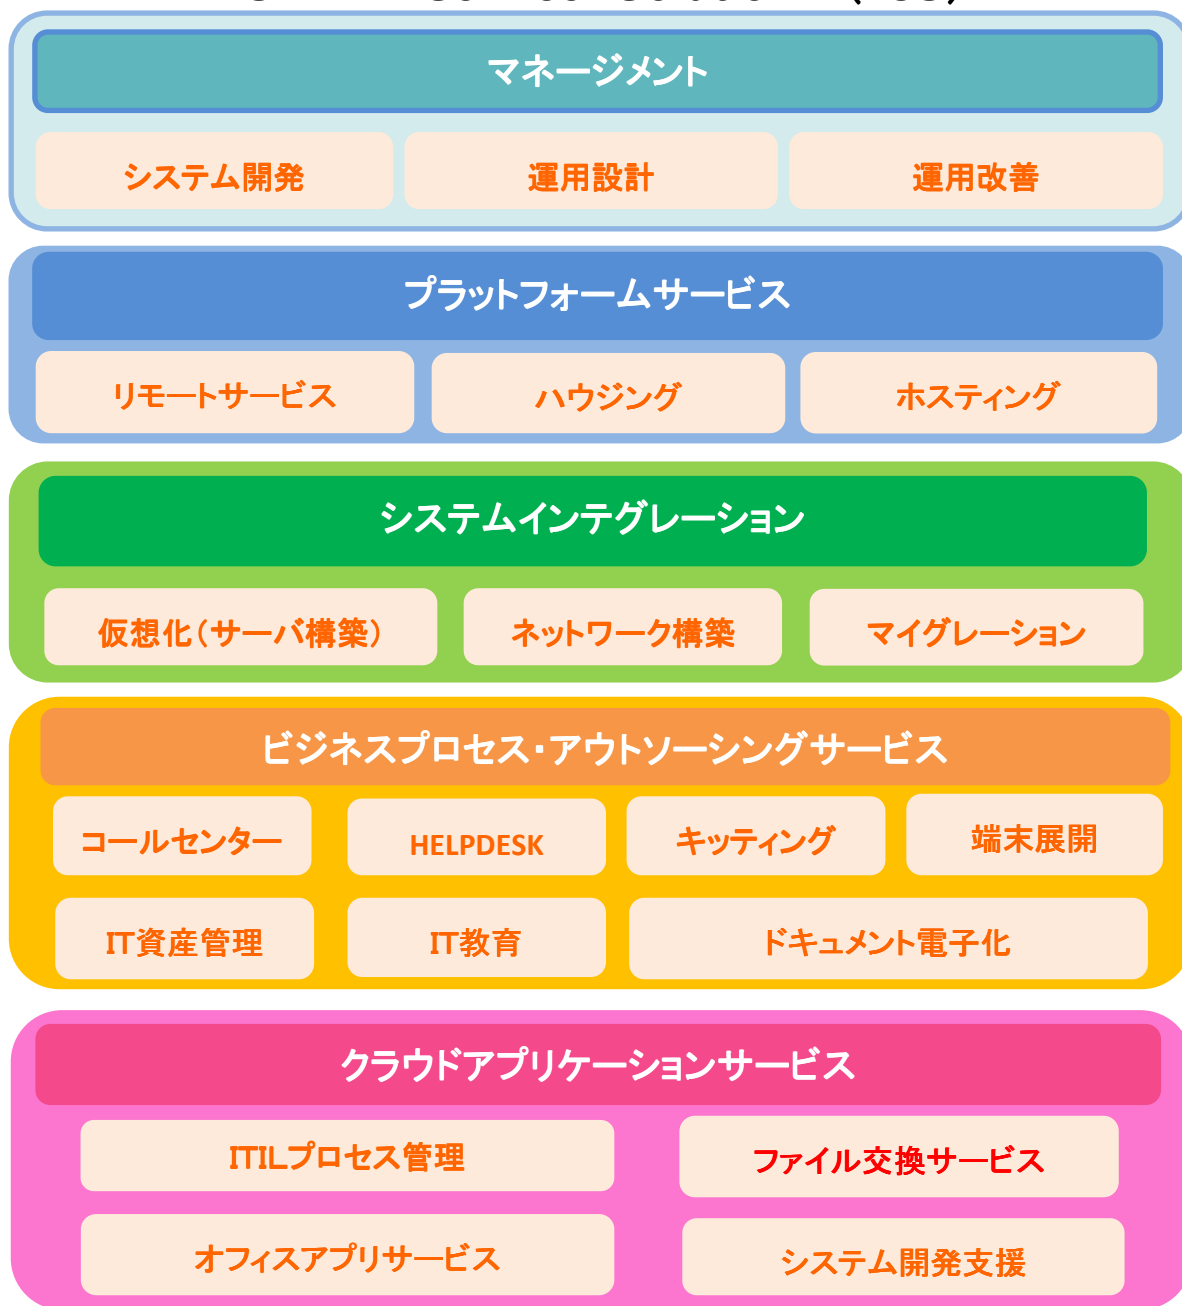 マネージメント
システム開発 運用設計 運用改善
プラットフォームサービス
リモートサービス ハウジング ホスティング
システムインテグレーション
仮想化（サーバ構築） ネットワーク構築 マイグレーション
ビジネスプロセス・アウトソーシングサービス
コールセンター HELPDESK キッティング 端末展開
IT資産管理 IT教育 ドキュメント電子化
クラウドアプリケーションサービス
ITILプロセス管理 ファイル交換サービス
オフィスアプリサービス システム開発支援